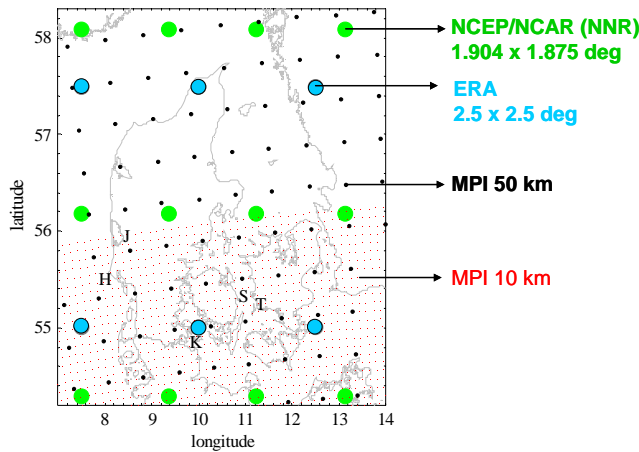 58
57
56
55
latitude
8
9
10
11
12
13
14
longitude
J
H
S
T
K
NCEP/NCAR (NNR)
1.904 x 1.875 deg
ERA
2.5 x 2.5 deg
MPI 50 km
MPI 10 km